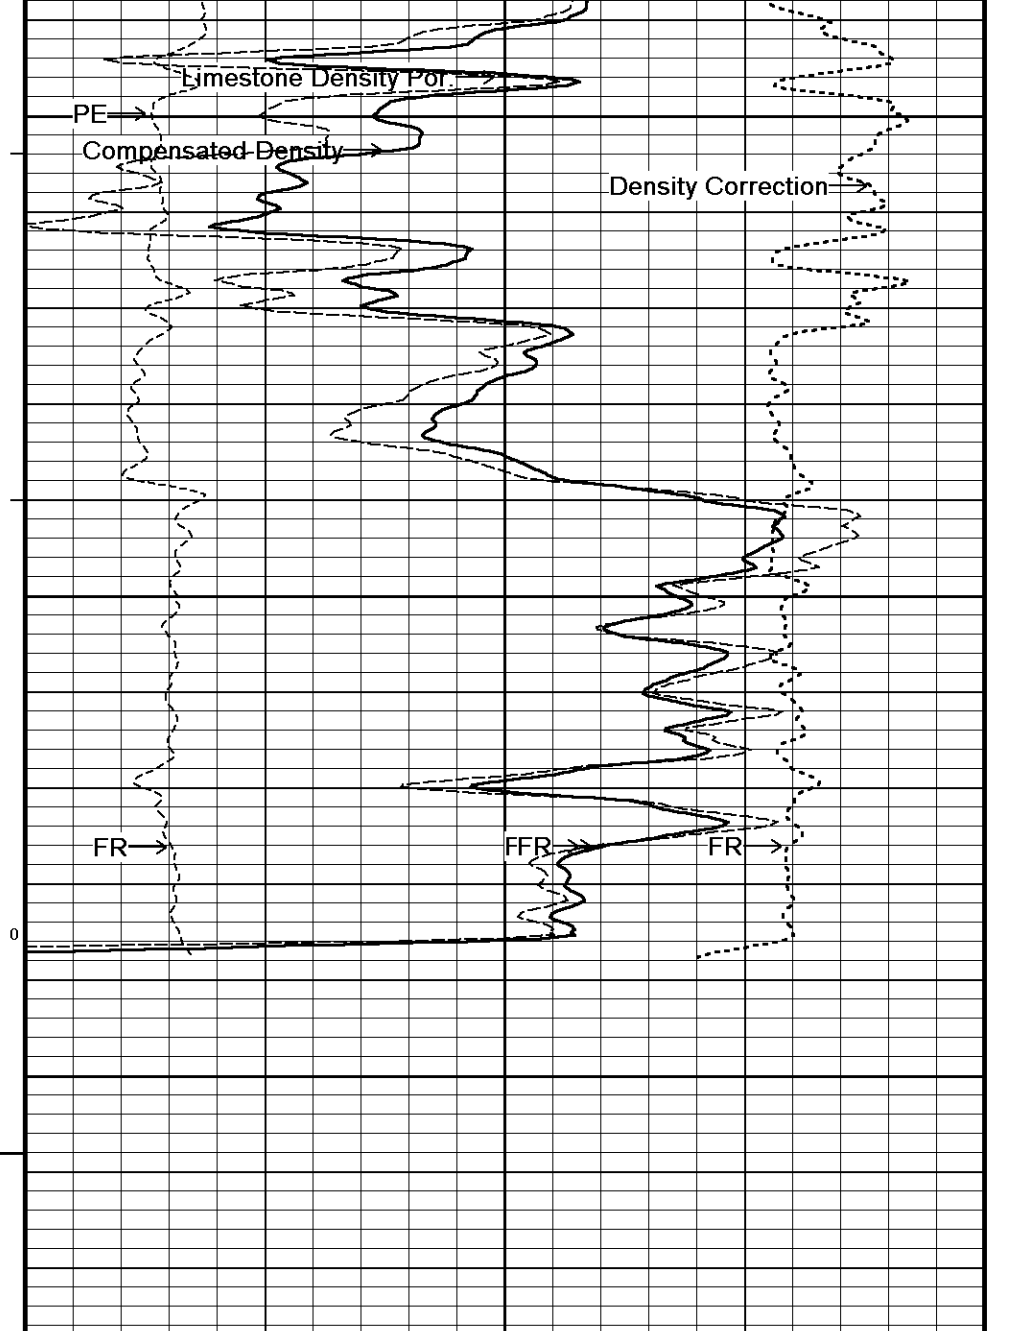 Limestone Density Por
PE
Compensated Density
Density Correction
FR
FFR
FR
0